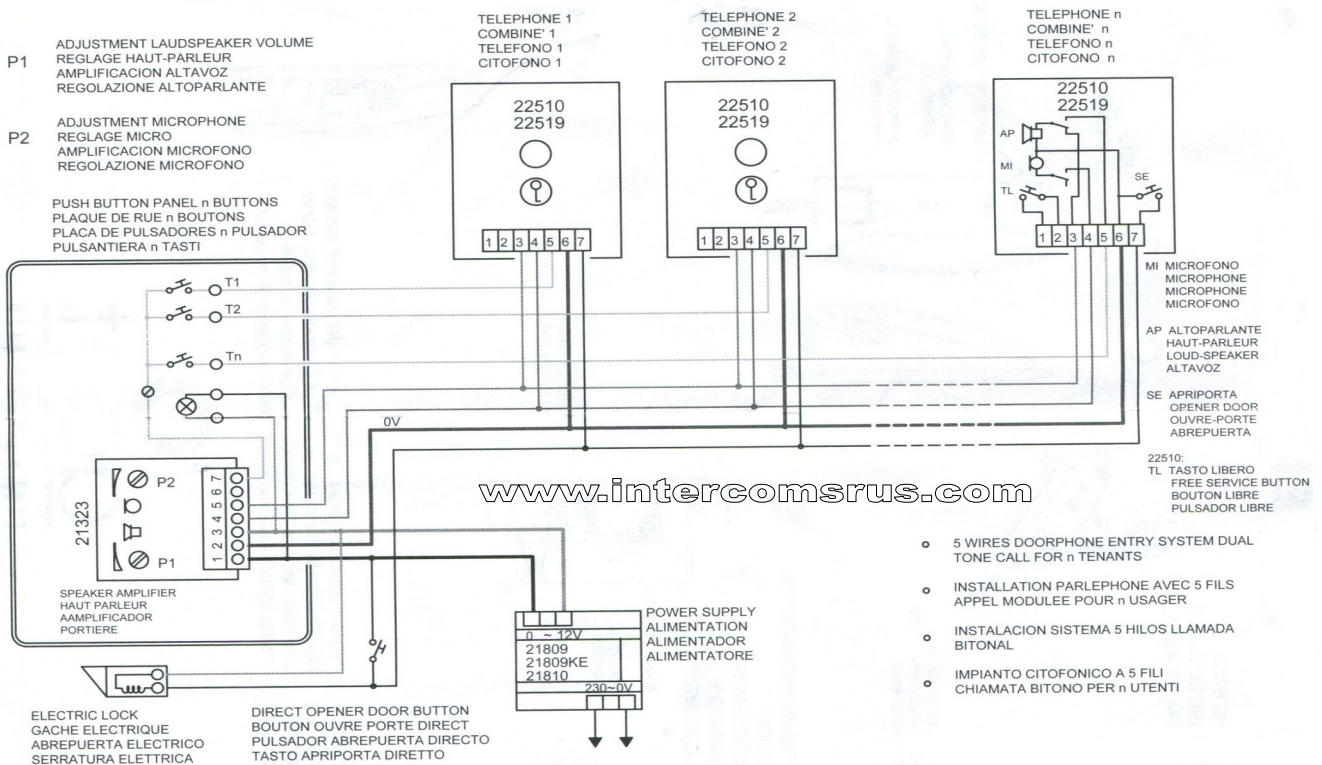 P1
ADJUSTMENT LAUDSPEAKER VOLUME
REGLAGE HAUT-PARLEUR
AMPLIFICACION ALTAVOZ
REGOLAZIONE ALTOPARLANTE
P2
ADJUSTMENT MICROPHONE
REGLAGE MICRO
AMPLIFICACION MICROFONO
REGOLAZIONE MICROFONO
PUSH BUTTON PANEL n BUTTONS
PLAQUE DE RUE n BOUTONS
PLACA DE PULSADORES n PULSADOR
PULSANTIERA n TASTI
TELEPHONE 1
COMBINE' 1
TELEFONO 1
CITOFONO 1
22510
22519
1 2 3 4 5 6 7
TELEPHONE 2
COMBINE' 2
TELEFONO 2
CITOFONO 2
22510
22519
1 2 3 4 5 6 7
TELEPHONE n
COMBINE' n
TELEFONO n
CITOFONO n
22510
22519
AP
MI
TL
SE
1 2 3 4 5 6 7
T1
T2
Tn
0V
21323
P2
P1
1 2 3 4 5 6 7
SPEAKER AMPLIFIER
HAUT PARLEUR
AAMPLIFICADOR
PORTIERE
MI MICROFONO
MICROPHONE
MICROPHONE
MICROFONO
AP ALTOPARLANTE
HAUT-PARLEUR
LOUD-SPEAKER
ALTAVOZ
SE APRIPORTA
OPENER DOOR
OUVRE-PORTE
ABREPUERTA
22510:
TL TASTO LIBERO
FREE SERVICE BUTTON
BOUTON LIBRE
PULSADOR LIBRE
www.intercomsrus.com
0 ~ 12V
21809
21809KE
21810
230~0V
POWER SUPPLY
ALIMENTATION
ALIMENTADOR
ALIMENTATORE
5 WIRES DOORPHONE ENTRY SYSTEM DUAL
TONE CALL FOR n TENANTS
INSTALLATION PARLEPHONE AVEC 5 FILS
APPEL MODULEE POUR n USAGER
INSTALACION SISTEMA 5 HILOS LLAMADA
BITONAL
IMPIANTO CITOFONICO A 5 FILI
CHIAMATA BITONO PER n UTENTI
ELECTRIC LOCK
GACHE ELECTRIQUE
ABREPUERTA ELECTRICO
SERRATURA ELETTRICA
DIRECT OPENER DOOR BUTTON
BOUTON OUVRE PORTE DIRECT
PULSADOR ABREPUERTA DIRECTO
TASTO APRIPORTA DIRETTO